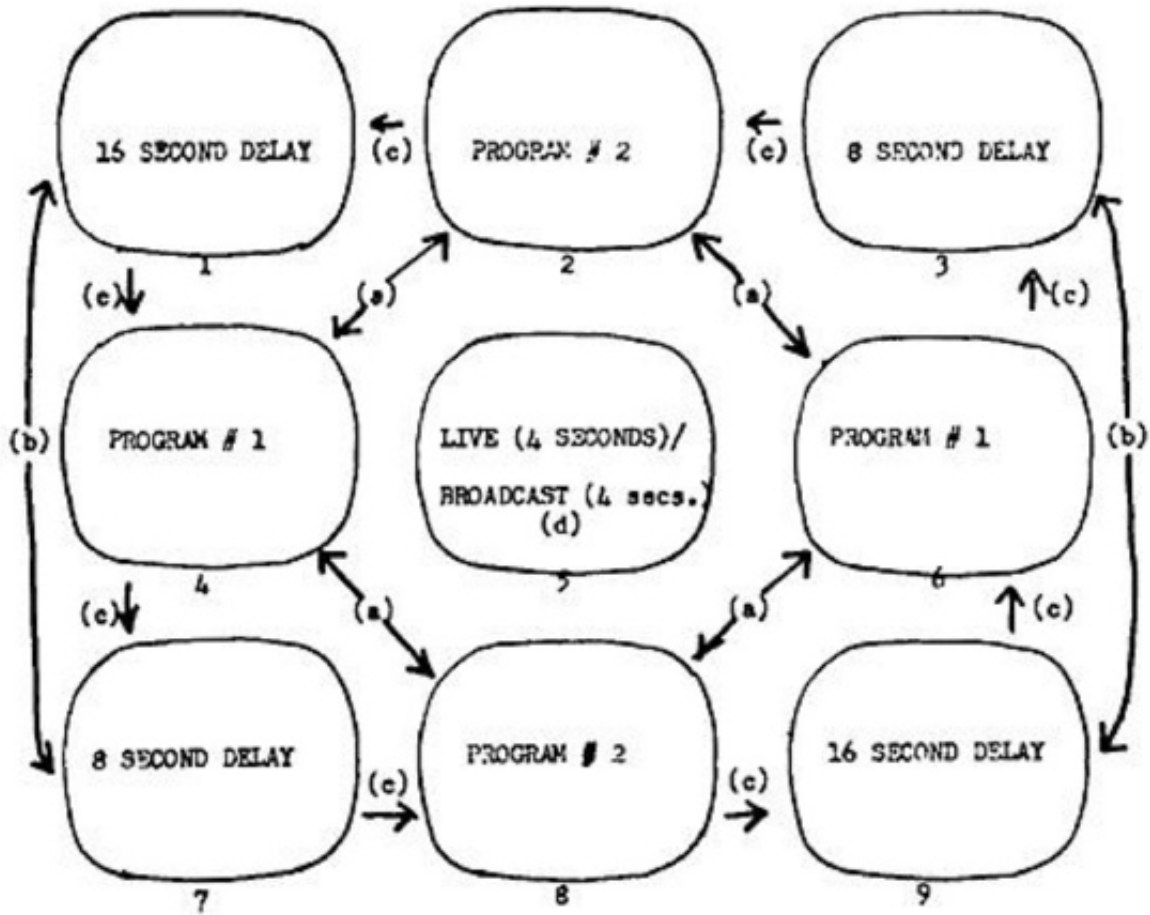 16 SECOND DELAY
(c)
PROGRAM # 2
(c)
8 SECOND DELAY
1
2
3
(c)
(a)
(a)
(c)
(b)
PROGRAM # 1
LIVE (4 SECONDS)/
BROADCAST (4 secs.)
(d)
PROGRAM # 1
(b)
4
5
6
(c)
(a)
(a)
(c)
8 SECOND DELAY
(c)
PROGRAM # 2
(c)
16 SECOND DELAY
7
8
9